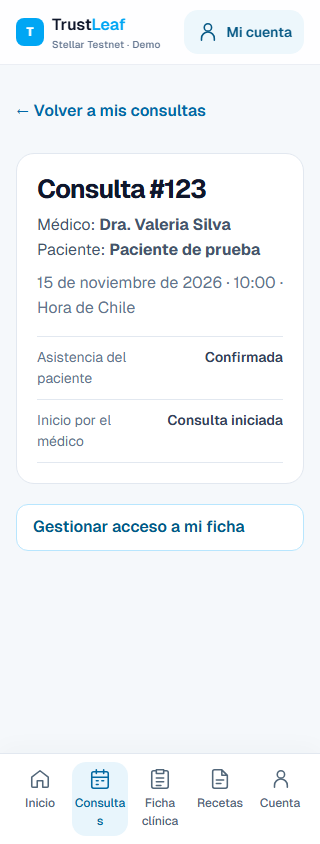 T
TrustLeaf
Stellar Testnet · Demo
Mi cuenta
← Volver a mis consultas
Consulta #123
Médico: Dra. Valeria Silva
Paciente: Paciente de prueba
15 de noviembre de 2026 · 10:00 ·
Hora de Chile
Asistencia del
paciente
Confirmada
Inicio por el
médico
Consulta iniciada
Gestionar acceso a mi ficha
Inicio
Consulta
s
Ficha
clínica
Recetas
Cuenta